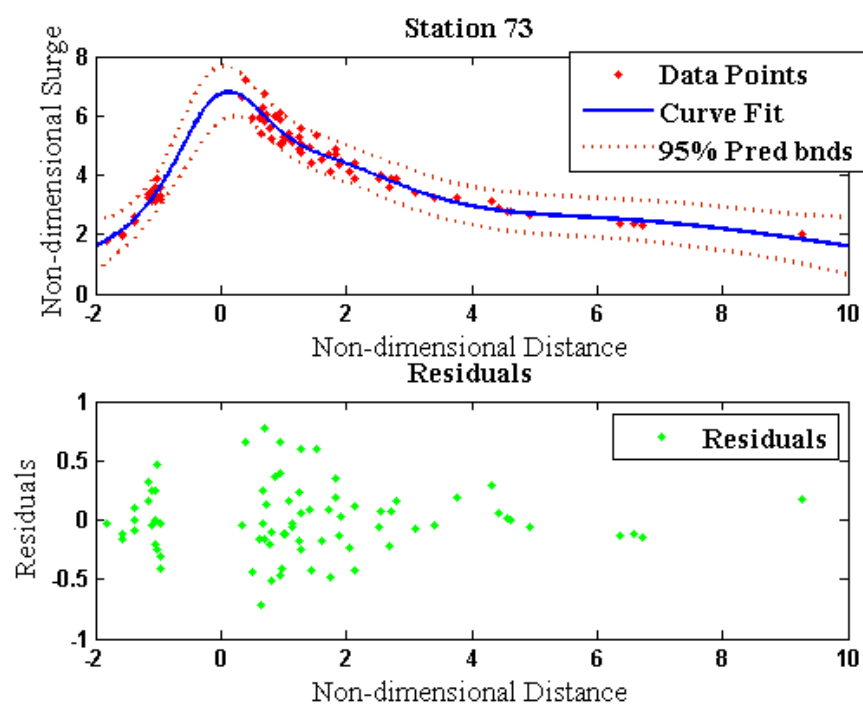 Station 73
Non-dimensional Surge
8
6
4
2
0
Data Points
Curve Fit
95% Pred bnds
-2
0
2
4
6
8
10
Non-dimensional Distance
Residuals
Residuals
1
0.5
0
-0.5
-1
Residuals
-2
0
2
4
6
8
10
Non-dimensional Distance